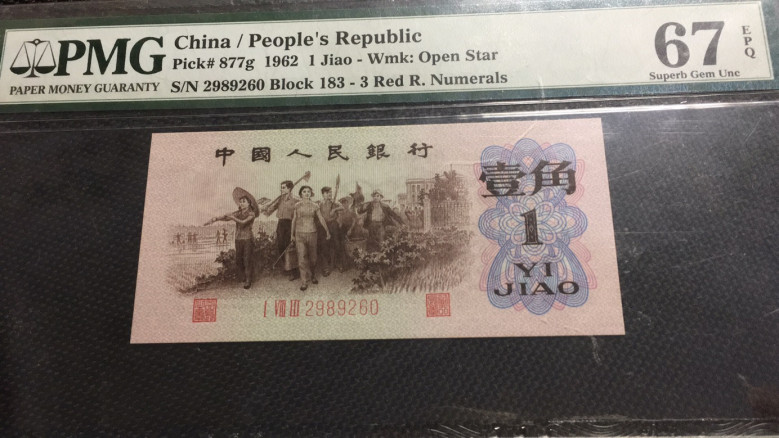 PMG
PAPER MONEY GUARANTY
China / People's Republic
Pick# 877g 1962 1 Jiao - Wmk: Open Star
S/N 2989260 Block 183 - 3 Red R. Numerals
67 EPQ
Superb Gem Unc
中國人民銀行
壹角
1
YI
JIAO
I VIII III 2989260